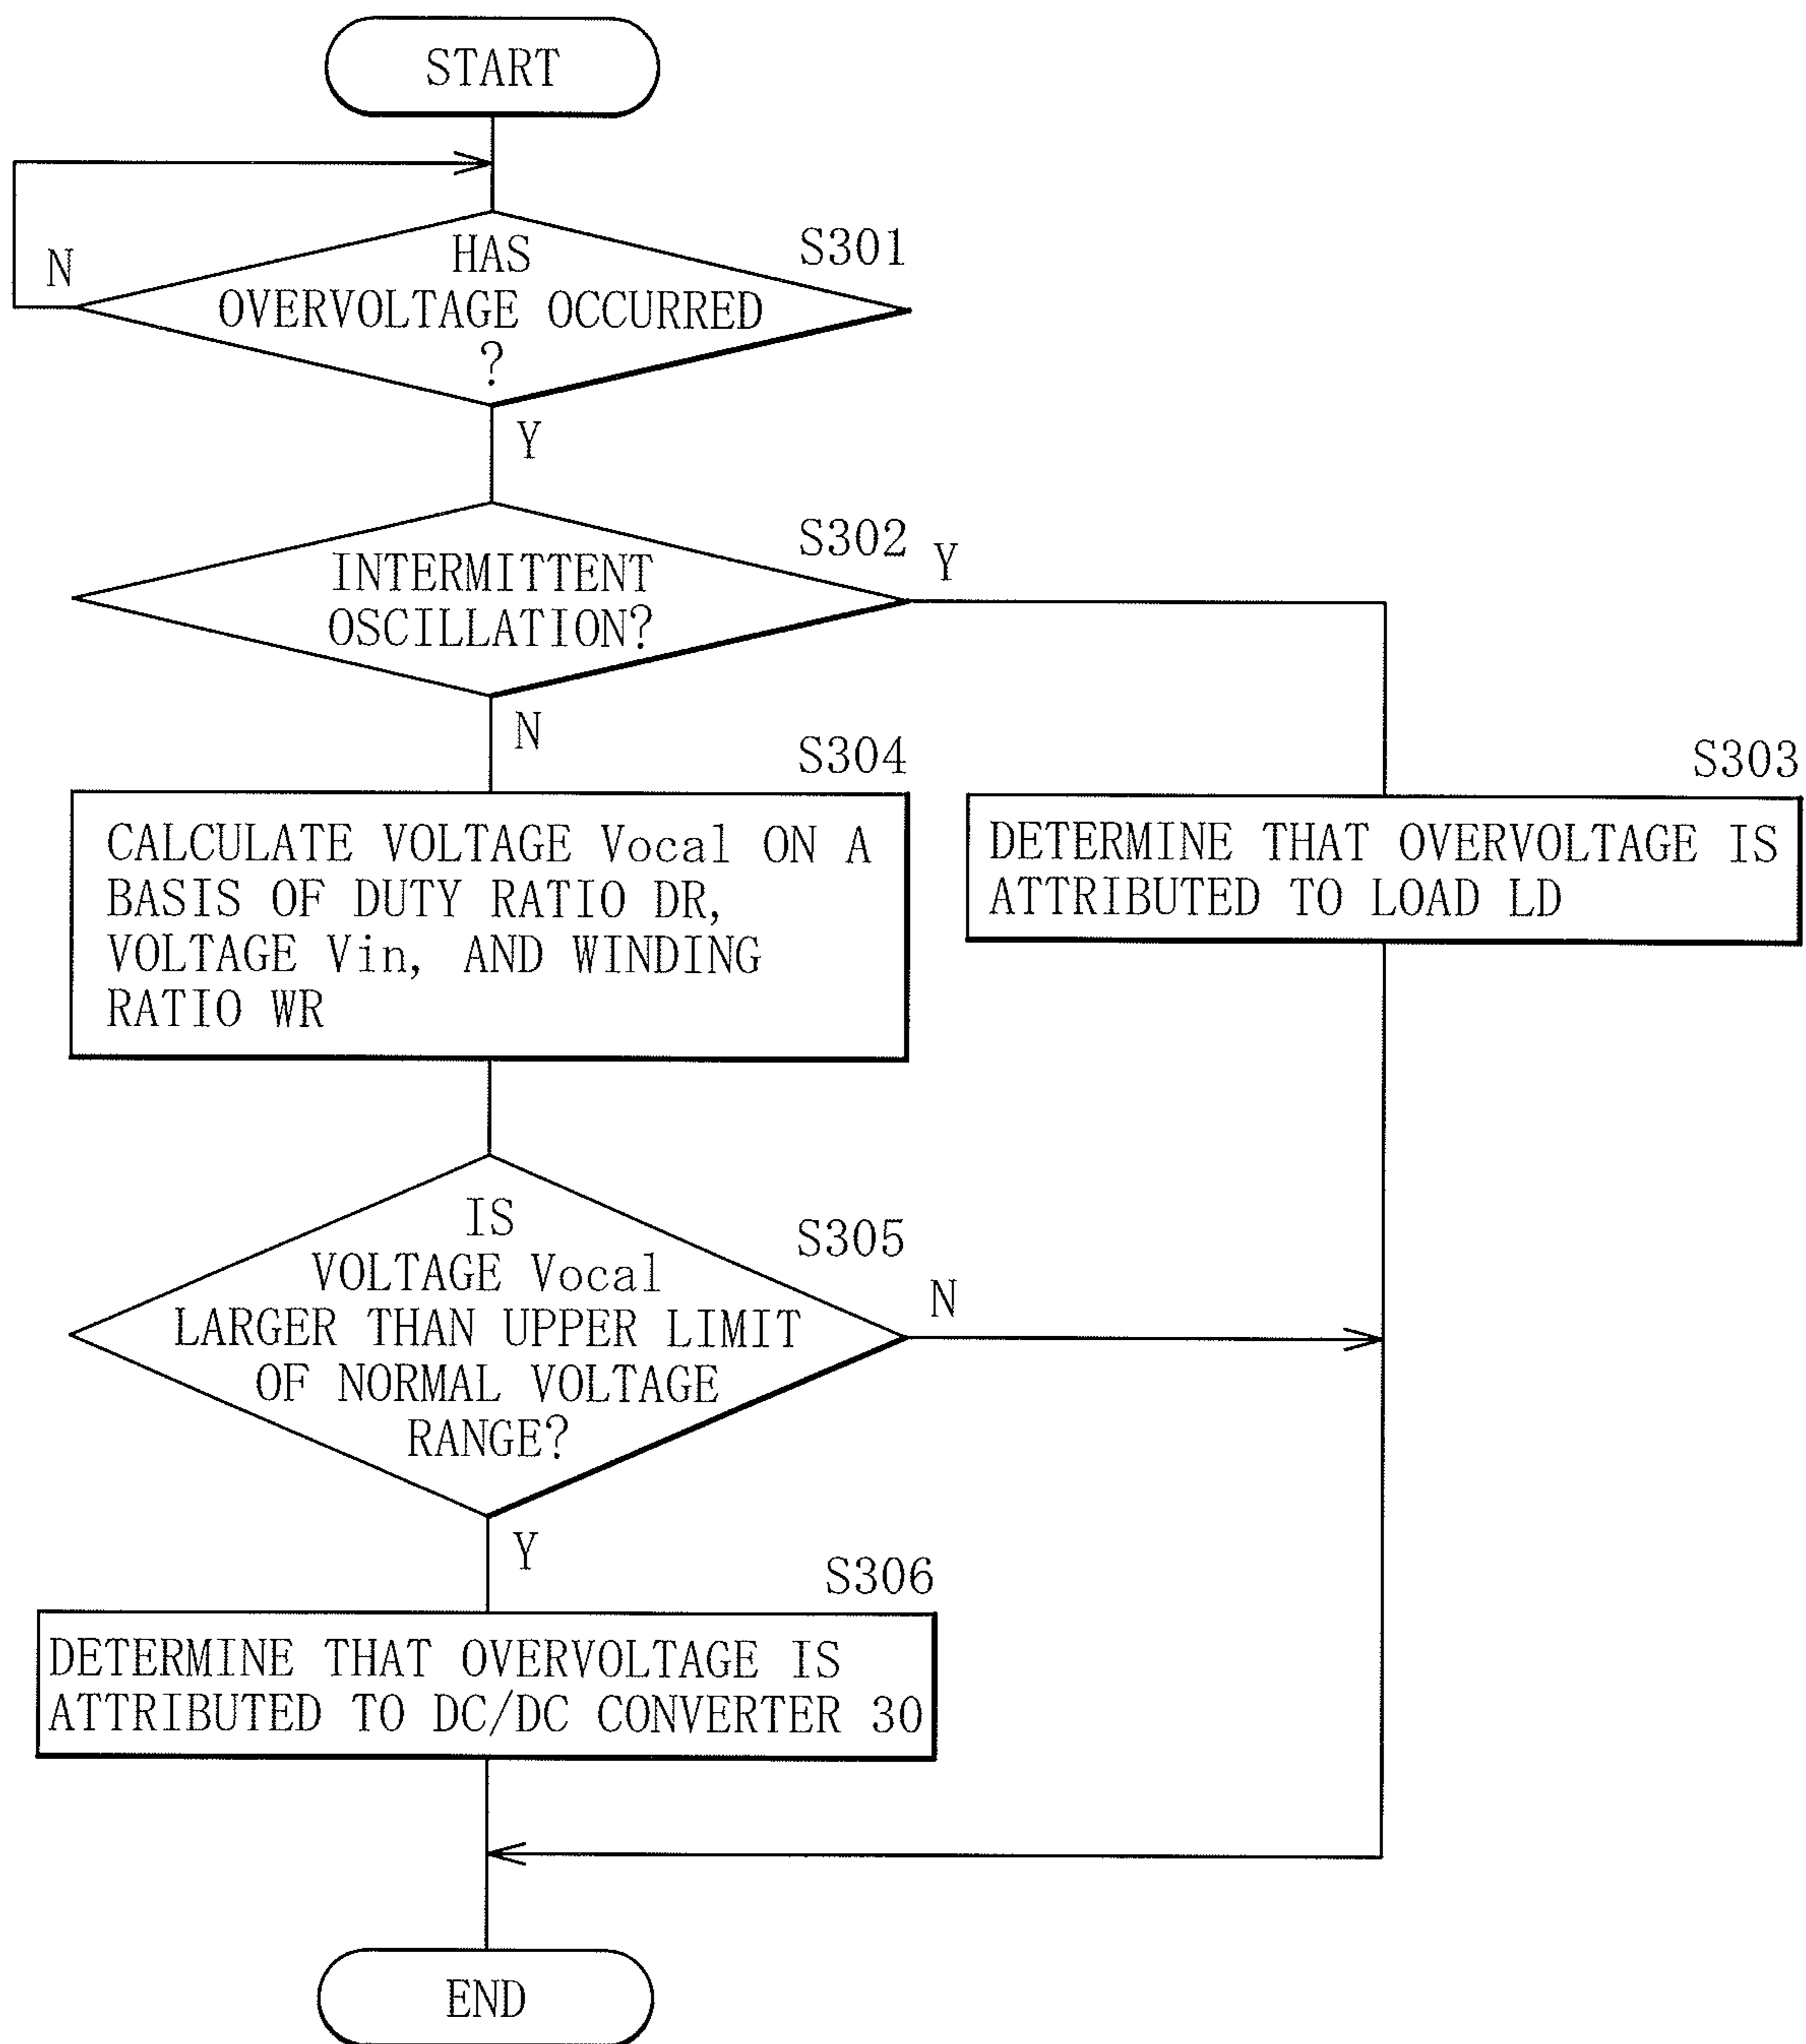 START
N
HAS
OVERVOLTAGE OCCURRED
?
S301
Y
INTERMITTENT
OSCILLATION?
S302
Y
N
S304
CALCULATE VOLTAGE Vocal ON A
BASIS OF DUTY RATIO DR,
VOLTAGE Vin, AND WINDING
RATIO WR
S303
DETERMINE THAT OVERVOLTAGE IS
ATTRIBUTED TO LOAD LD
IS
VOLTAGE Vocal
LARGER THAN UPPER LIMIT
OF NORMAL VOLTAGE
RANGE?
S305
N
Y
S306
DETERMINE THAT OVERVOLTAGE IS
ATTRIBUTED TO DC/DC CONVERTER 30
END